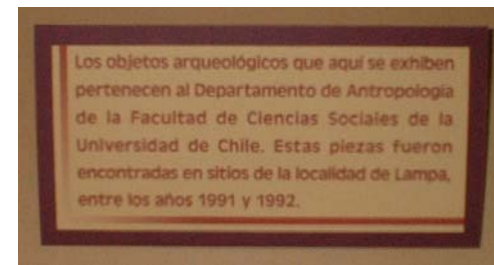 Los objetos arqueológicos que aquí se exhiben
pertenecen al Departamento de Antropología
de la Facultad de Ciencias Sociales de la
Universidad de Chile. Estas piezas fueron
encontradas en sitios de la localidad de Lampa,
entre los años 1991 y 1992.